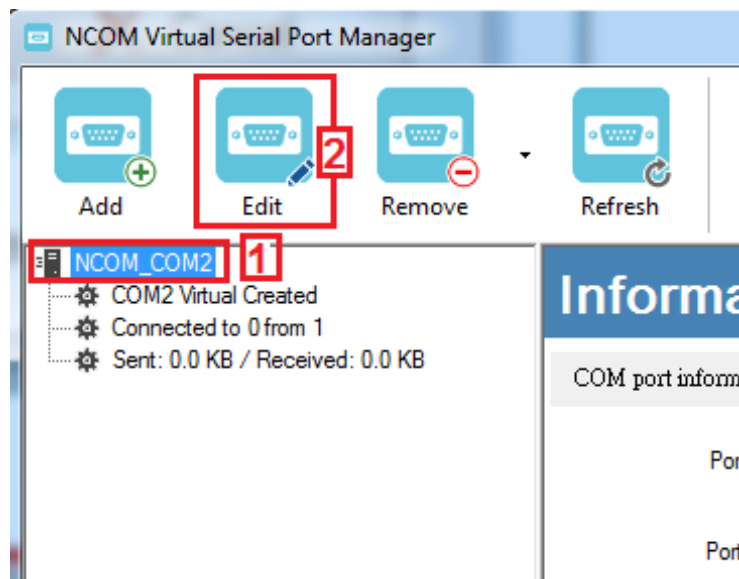 NCOM Virtual Serial Port Manager
2
Add
Edit
Remove
Refresh
NCOM_COM2
1
COM2 Virtual Created
Connected to 0 from 1
Sent: 0.0 KB / Received: 0.0 KB
Informa
COM port inform
Por
Port